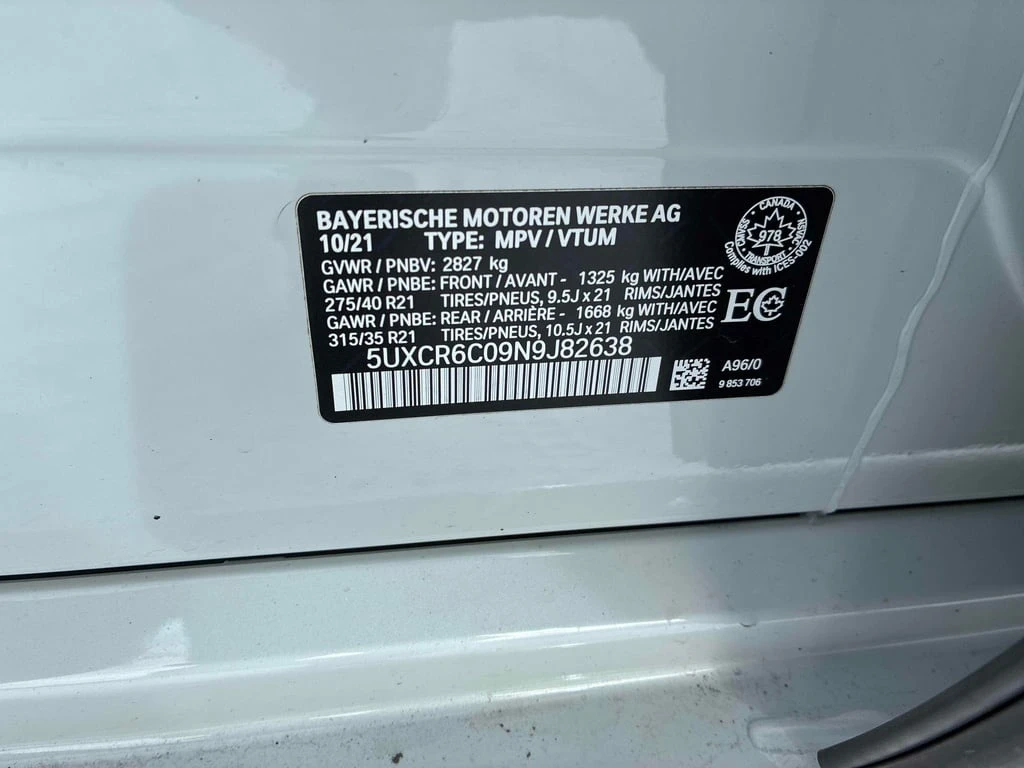 BAYERISCHE MOTOREN WERKE AG
10/21 TYPE: MPV / VTUM
GVWR / PNBV: 2827 kg
GAWR / PNBE: FRONT / AVANT - 1325 kg WITH/AVEC
275/40 R21 TIRES/PNEUS, 9.5J x 21 RIMS/JANTES
GAWR / PNBE: REAR / ARRIÈRE - 1668 kg WITH/AVEC
315/35 R21 TIRES/PNEUS, 10.5J x 21 RIMS/JANTES
5UXCR6C09N9J82638
CANADA
CMVSS
NSVAC
978
TRANSPORT
Complies with ICES-002
EC
A96/0
9 853 706